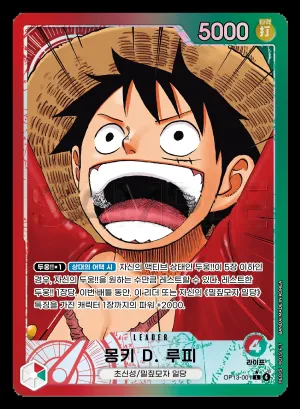 5000
打
두웅!!×1 상대의 어택 시 자신의 액티브 상태인 두웅!!이 5장 이하인
경우, 자신의 두웅!!을 원하는 수만큼 레스트할 수 있다. 레스트한
두웅!! 1장당, 이번 배틀 동안, 이 리더 또는 자신의 《밀짚모자 일당》
특징을 가진 캐릭터 1장까지의 파워 +2000.
LEADER
몽키 D. 루피
초신성/밀짚모자 일당
4
라이프
OP13-001 L